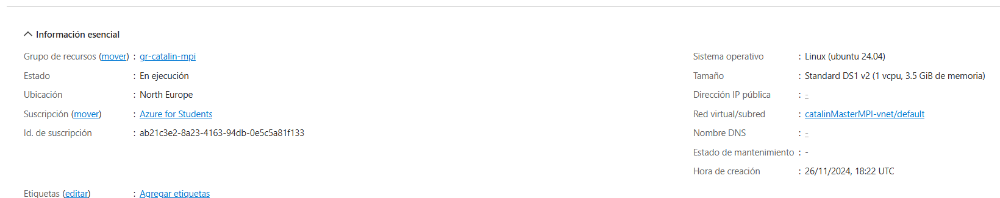 Información esencial
Grupo de recursos (mover) : gr-catalin-mpi
Estado : En ejecución
Ubicación : North Europe
Suscripción (mover) : Azure for Students
Id. de suscripción : ab21c3e2-8a23-4163-94db-0e5c5a81f133
Etiquetas (editar) : Agregar etiquetas
Sistema operativo : Linux (ubuntu 24.04)
Tamaño : Standard DS1 v2 (1 vcpu, 3.5 GiB de memoria)
Dirección IP pública : -
Red virtual/subred : catalinMasterMPI-vnet/default
Nombre DNS : -
Estado de mantenimiento : -
Hora de creación : 26/11/2024, 18:22 UTC